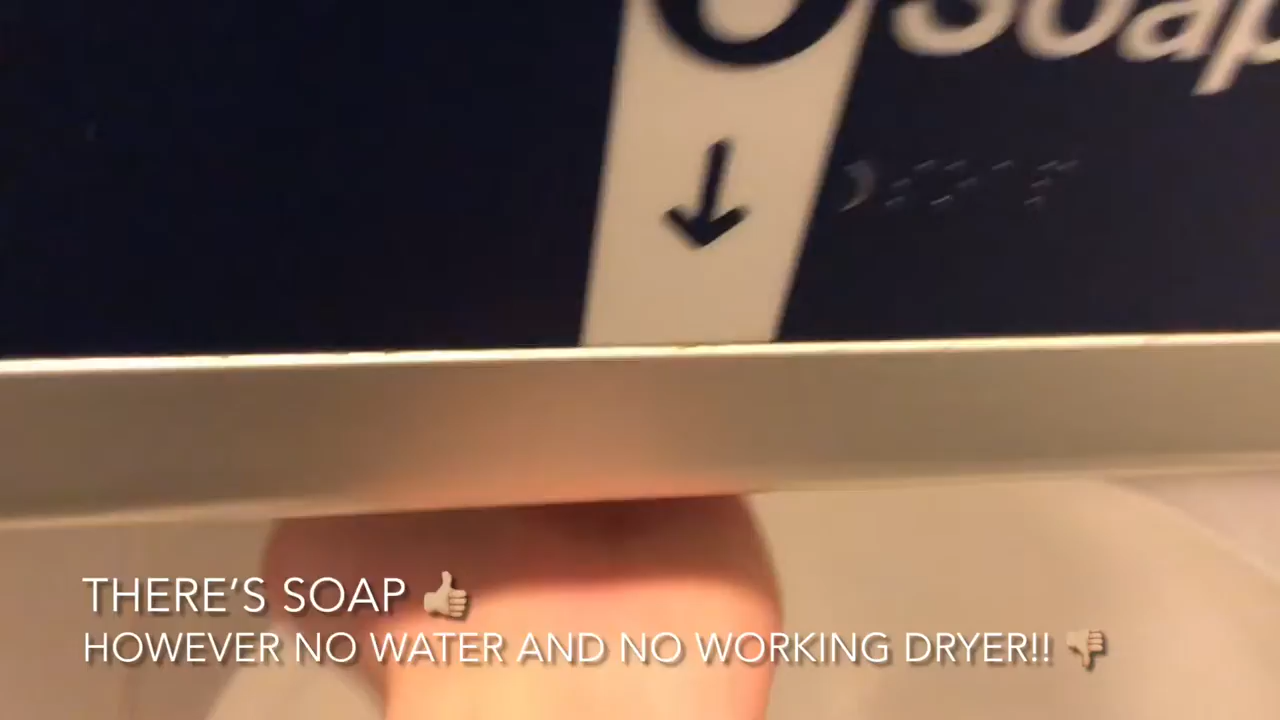 Soap
THERE'S SOAP 👍🏼
HOWEVER NO WATER AND NO WORKING DRYER!! 👎🏼